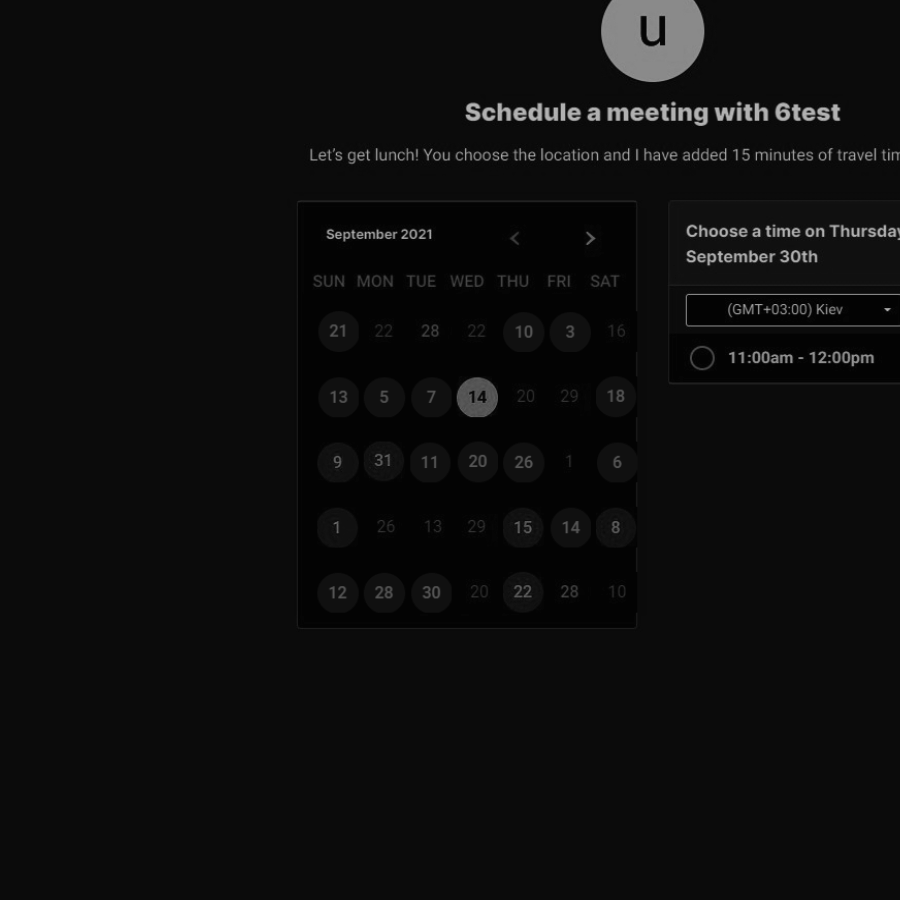 u
Schedule a meeting with 6test
Let's get lunch! You choose the location and I have added 15 minutes of travel tim
September 2021
SUN MON TUE WED THU FRI SAT
21 22 28 22 10 3 16
13 5 7 14 20 29 18
9 31 11 20 26 1 6
1 26 13 29 15 14 8
12 28 30 20 22 28 10
Choose a time on Thursday
September 30th
(GMT+03:00) Kiev
11:00am - 12:00pm